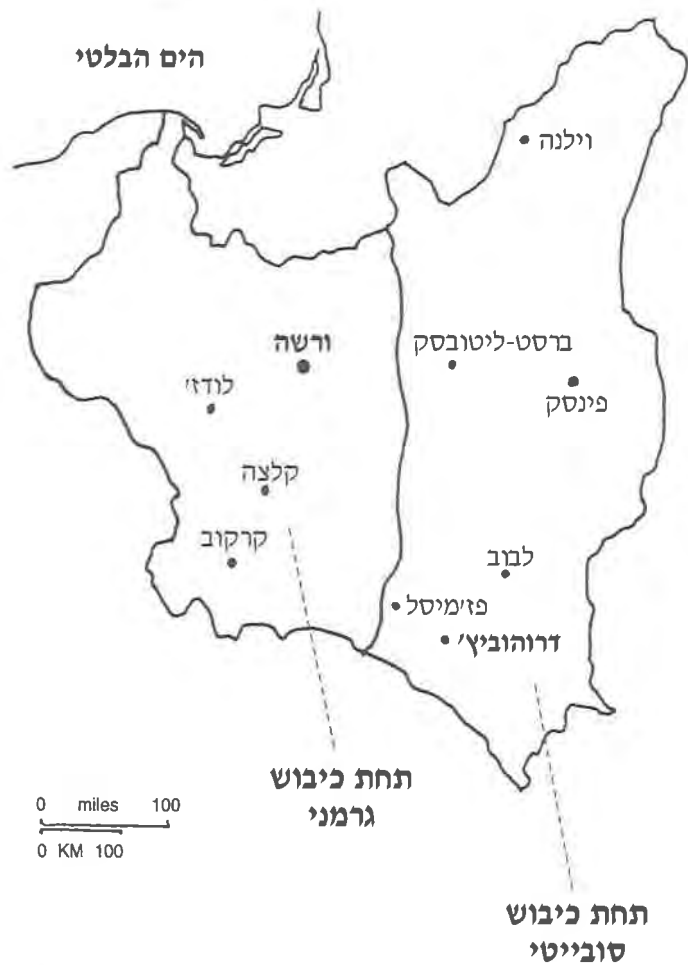 הים הבלטי
וילנה
ורשה
ברסט-ליטובסק
לודז'
פינסק
קלצה
קרקוב
לבוב
פז'מיסל
דרוהוביץ'
תחת כיבוש
גרמני
0 miles 100
0 KM 100
תחת כיבוש
סובייטי